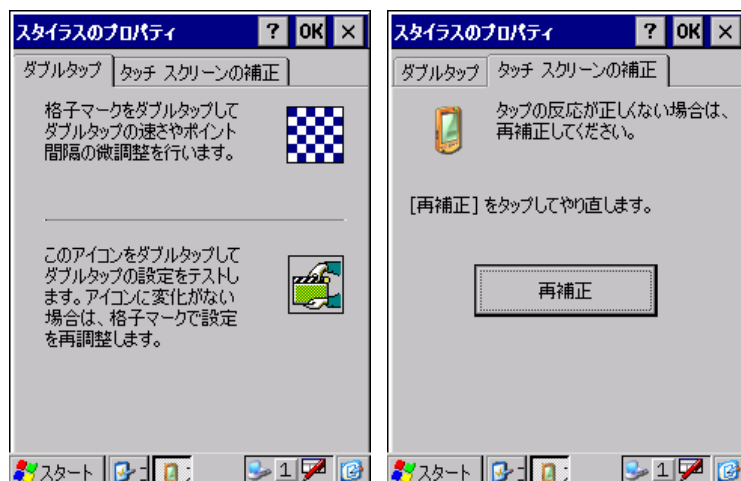 スタイラスのプロパティ ? OK ×
ダブルタップ タッチ スクリーンの補正
格子マークをダブルタップして
ダブルタップの速さやポイント
間隔の微調整を行います。
このアイコンをダブルタップして
ダブルタップの設定をテストし
ます。アイコンに変化がない
場合は、格子マークで設定
を再調整します。
スタート 1
スタイラスのプロパティ ? OK ×
ダブルタップ タッチ スクリーンの補正
タップの反応が正しくない場合は、
再補正してください。
[再補正] をタップしてやり直します。
再補正
スタート 1